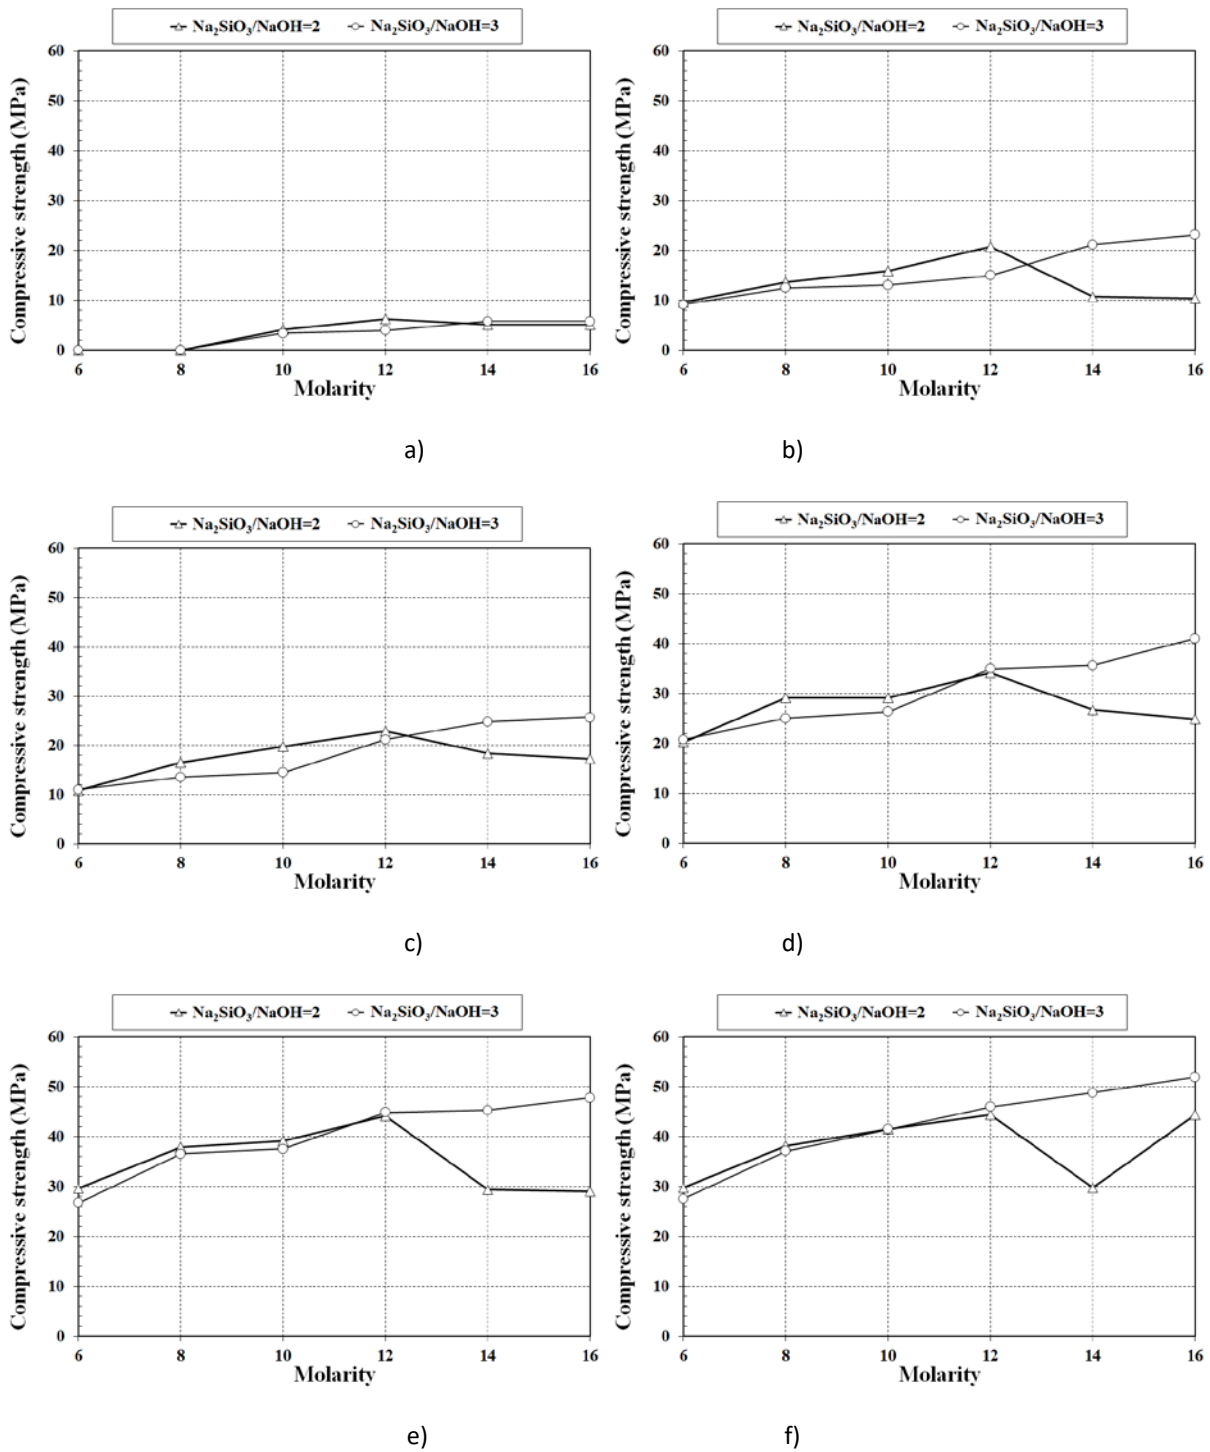 Na₂SiO₃/NaOH=2 Na₂SiO₃/NaOH=3
Compressive strength (MPa)
60
50
40
30
20
10
0
6 8 10 12 14 16
Molarity
a)
Na₂SiO₃/NaOH=2 Na₂SiO₃/NaOH=3
Compressive strength (MPa)
60
50
40
30
20
10
0
6 8 10 12 14 16
Molarity
b)
Na₂SiO₃/NaOH=2 Na₂SiO₃/NaOH=3
Compressive strength (MPa)
60
50
40
30
20
10
0
6 8 10 12 14 16
Molarity
c)
Na₂SiO₃/NaOH=2 Na₂SiO₃/NaOH=3
Compressive strength (MPa)
60
50
40
30
20
10
0
6 8 10 12 14 16
Molarity
d)
Na₂SiO₃/NaOH=2 Na₂SiO₃/NaOH=3
Compressive strength (MPa)
60
50
40
30
20
10
0
6 8 10 12 14 16
Molarity
e)
Na₂SiO₃/NaOH=2 Na₂SiO₃/NaOH=3
Compressive strength (MPa)
60
50
40
30
20
10
0
6 8 10 12 14 16
Molarity
f)